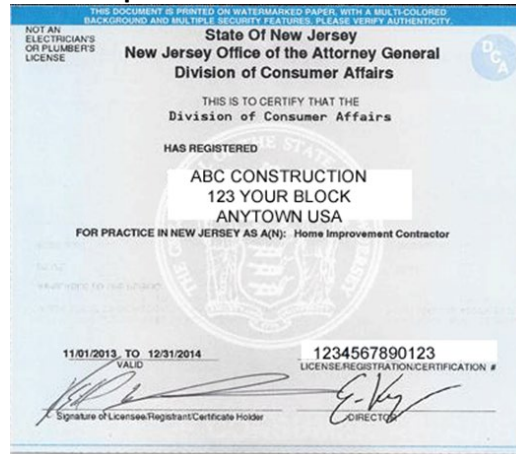 THIS DOCUMENT IS PRINTED ON WATERMARKED PAPER, WITH A MULTI-COLORED
BACKGROUND AND MULTIPLE SECURITY FEATURES. PLEASE VERIFY AUTHENTICITY.
NOT AN
ELECTRICIAN'S
OR PLUMBER'S
LICENSE
State Of New Jersey
New Jersey Office of the Attorney General
Division of Consumer Affairs
DCA
THIS IS TO CERTIFY THAT THE
Division of Consumer Affairs
HAS REGISTERED
ABC CONSTRUCTION
123 YOUR BLOCK
ANYTOWN USA
FOR PRACTICE IN NEW JERSEY AS A(N): Home Improvement Contractor
11/01/2013 TO 12/31/2014
VALID
1234567890123
LICENSE/REGISTRATION/CERTIFICATION #
Signature of Licensee/Registrant/Certificate Holder
DIRECTOR